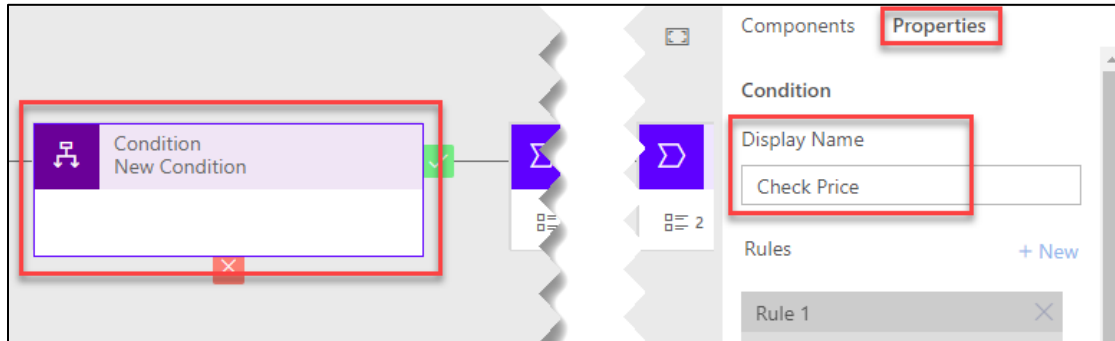 Condition
New Condition
2
Components Properties
Condition
Display Name
Check Price
Rules + New
Rule 1